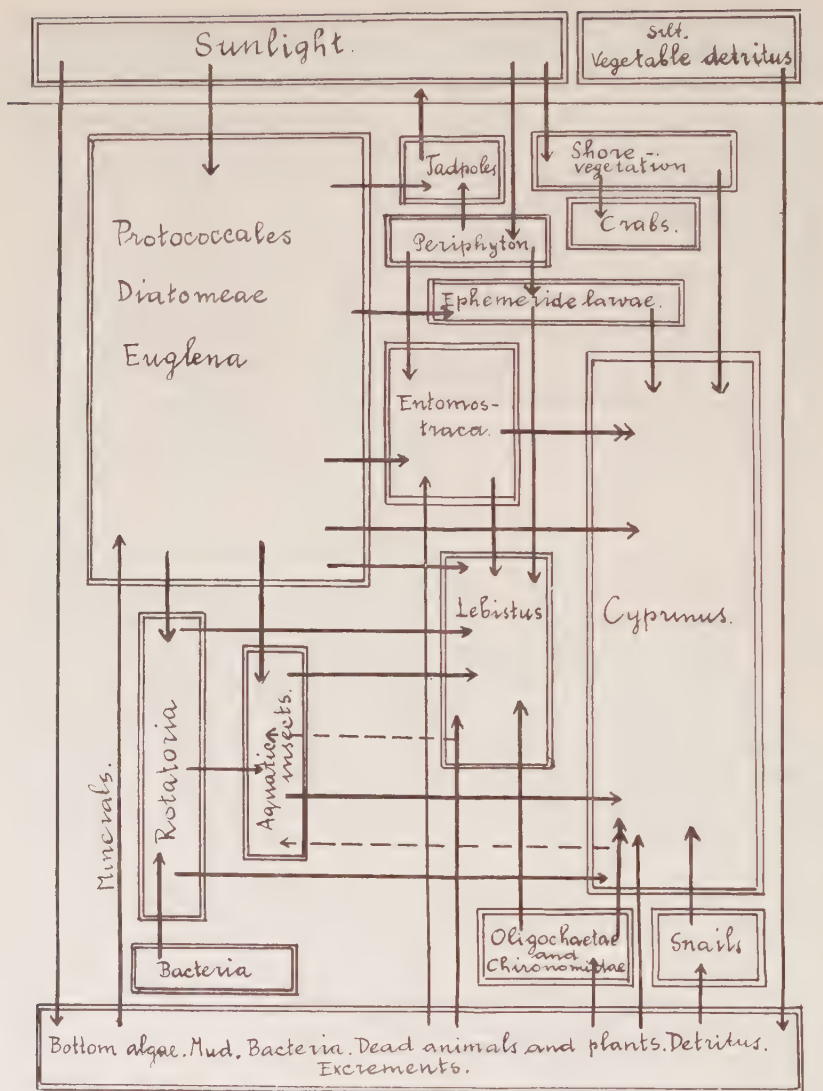 Sunlight.
Silt.
Vegetable detritus
Tadpoles
Shore-
vegetation
Crabs.
Periphyton
Ephemeride larvae.
Protococcales
Diatomeae
Euglena
Entomos-
traca.
Lebistus
Cyprinus.
Minerals.
Rotatoria
Aquatic
insects.
Bacteria
Oligochaetae
and
Chironomidae
Snails
Bottom algae. Mud. Bacteria. Dead animals and plants. Detritus.
Excrements.